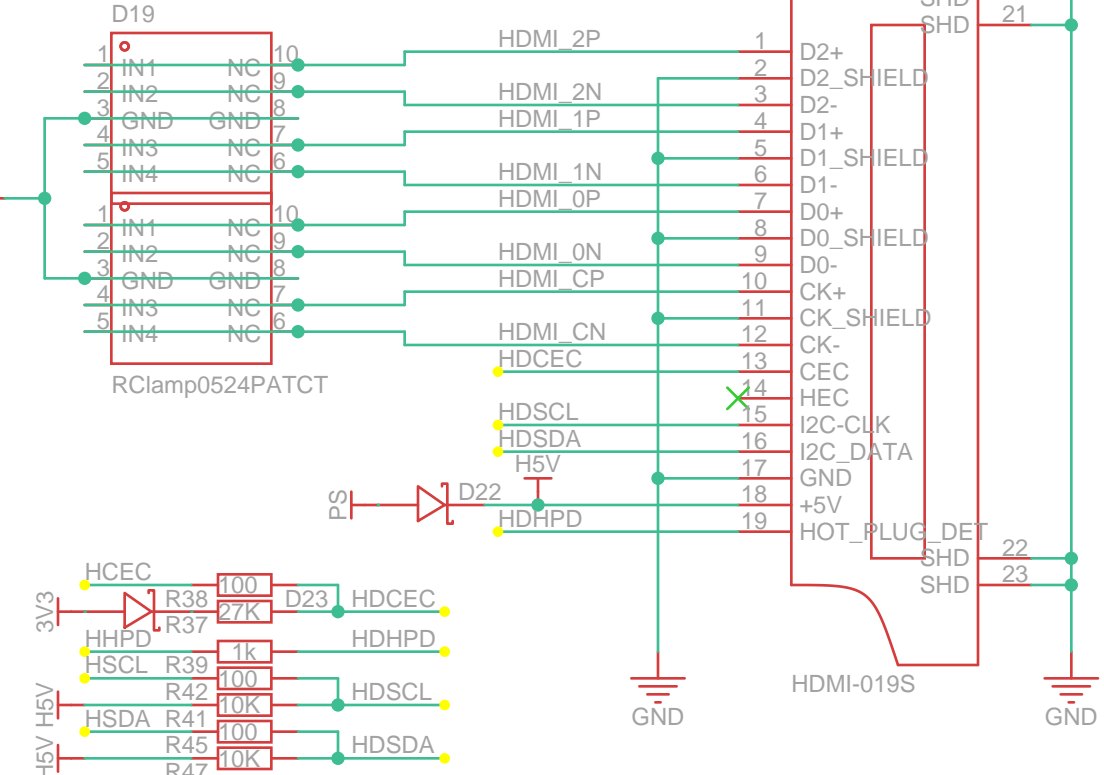 D19
SHD
SHD 21
1 IN1 NC 10
2 IN2 NC 9
3 GND GND 8
4 IN3 NC 7
5 IN4 NC 6
1 IN1 NC 10
2 IN2 NC 9
3 GND GND 8
4 IN3 NC 7
5 IN4 NC 6
RClamp0524PATCT
HDMI_2P 1 D2+
2 D2_SHIELD
HDMI_2N 3 D2-
HDMI_1P 4 D1+
5 D1_SHIELD
HDMI_1N 6 D1-
HDMI_0P 7 D0+
8 D0_SHIELD
HDMI_0N 9 D0-
HDMI_CP 10 CK+
11 CK_SHIELD
HDMI_CN 12 CK-
HDCEC 13 CEC
14 HEC
HDSCL 15 I2C-CLK
HDSDA 16 I2C_DATA
H5V 17 GND
PS D22 18 +5V
HDHPD 19 HOT_PLUG_DET
SHD 22
SHD 23
HDMI-019S
GND
GND
HCEC 100
3V3 R38 27K D23 HDCEC
R37
HHPD 1k HDHPD
HSCL R39 100
H5V R42 10K HDSCL
HSDA R41 100
H5V R45 10K HDSDA
R47